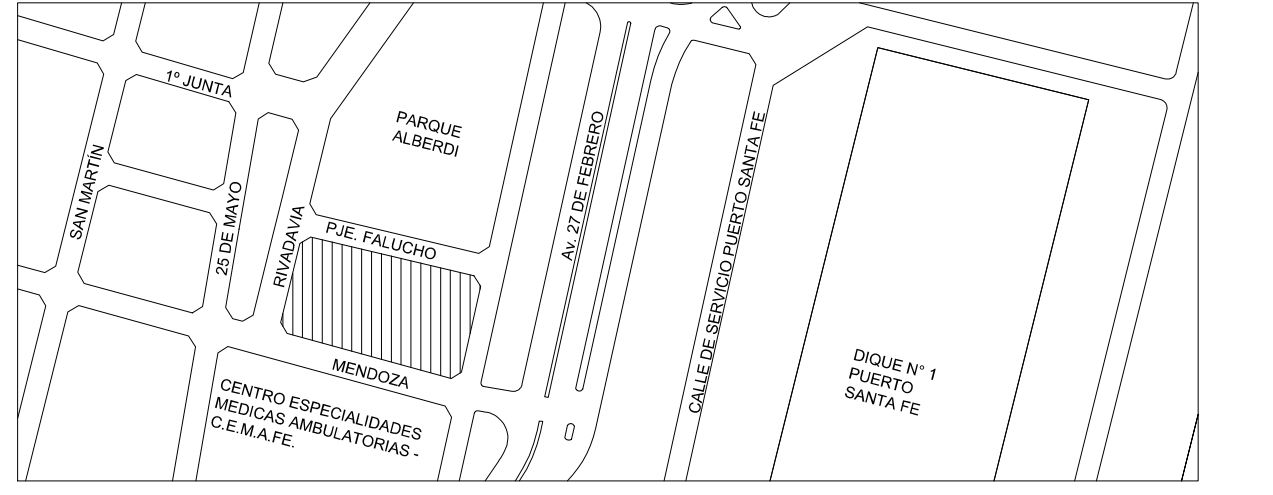 1º JUNTA
PARQUE
ALBERDI
SAN MARTÍN
25 DE MAYO
RIVADAVIA
PJE. FALUCHO
Av. 27 DE FEBRERO
CALLE DE SERVICIO PUERTO SANTA FE
MENDOZA
DIQUE N° 1
PUERTO
SANTA FE
CENTRO ESPECIALIDADES
MEDICAS AMBULATORIAS -
C.E.M.A.FE.